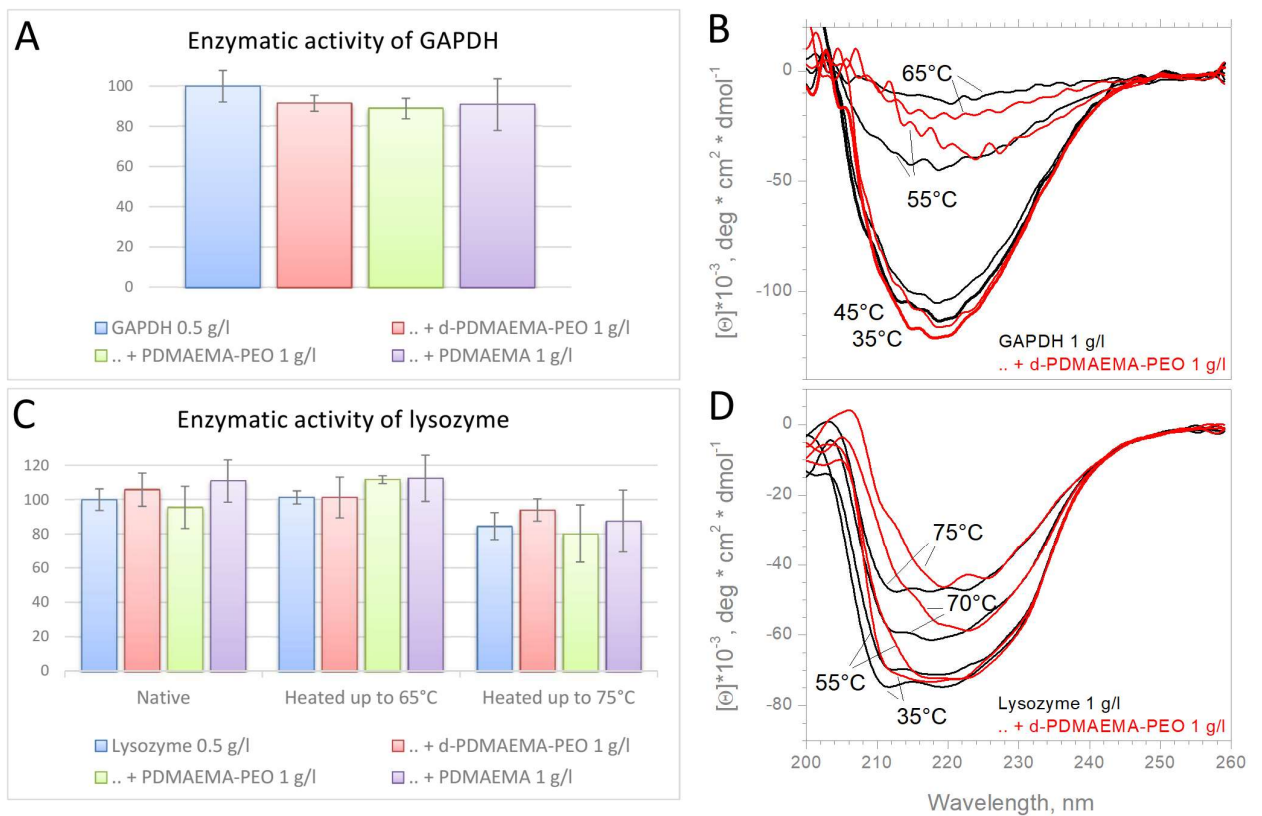 A
Enzymatic activity of GAPDH
100
80
60
40
20
0
GAPDH 0.5 g/l
.. + d-PDMAEMA-PEO 1 g/l
.. + PDMAEMA-PEO 1 g/l
.. + PDMAEMA 1 g/l
B
[Θ]*10⁻³, deg * cm² * dmol⁻¹
0
-50
-100
65°C
55°C
45°C
35°C
GAPDH 1 g/l
.. + d-PDMAEMA-PEO 1 g/l
C
Enzymatic activity of lysozyme
120
100
80
60
40
20
0
Native
Heated up to 65°C
Heated up to 75°C
Lysozyme 0.5 g/l
.. + d-PDMAEMA-PEO 1 g/l
.. + PDMAEMA-PEO 1 g/l
.. + PDMAEMA 1 g/l
D
[Θ]*10⁻³, deg * cm² * dmol⁻¹
0
-20
-40
-60
-80
75°C
70°C
55°C
35°C
Lysozyme 1 g/l
.. + d-PDMAEMA-PEO 1 g/l
200 210 220 230 240 250 260
Wavelength, nm